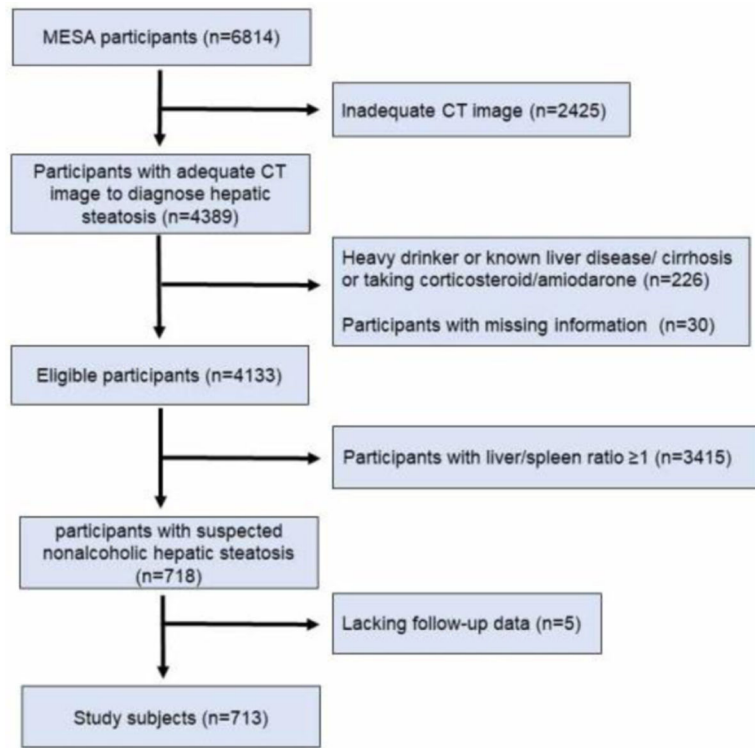 MESA participants (n=6814)
Inadequate CT image (n=2425)
Participants with adequate CT
image to diagnose hepatic
steatosis (n=4389)
Heavy drinker or known liver disease/ cirrhosis
or taking corticosteroid/amiodarone (n=226)
Participants with missing information (n=30)
Eligible participants (n=4133)
Participants with liver/spleen ratio ≥1 (n=3415)
participants with suspected
nonalcoholic hepatic steatosis
(n=718)
Lacking follow-up data (n=5)
Study subjects (n=713)